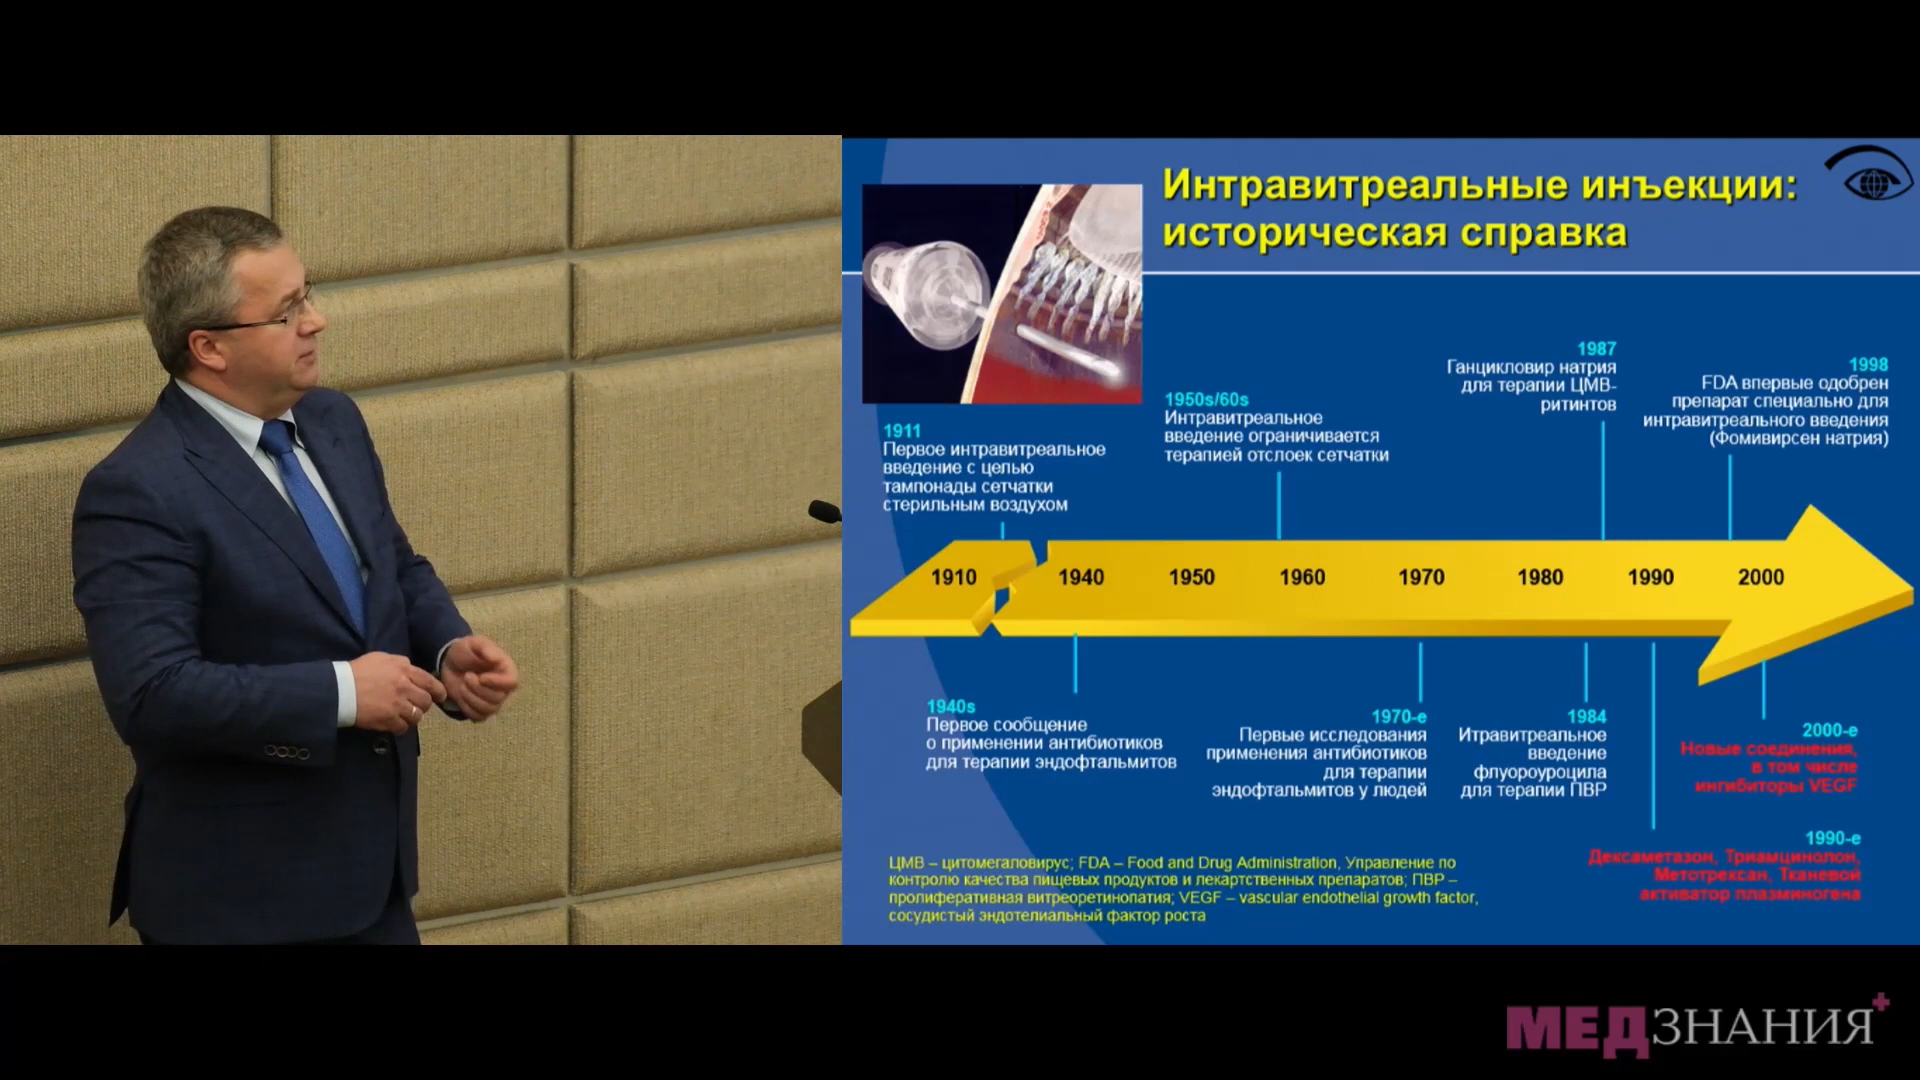 Интравитреальные инъекции:
историческая справка
1911
Первое интравитреальное
введение с целью
тампонады сетчатки
стерильным воздухом
1950s/60s
Интравитреальное
введение ограничивается
терапией отслоек сетчатки
1987
Ганцикловир натрия
для терапии ЦМВ-
ритинтов
1998
FDA впервые одобрен
препарат специально для
интравитреального введения
(Фомивирсен натрия)
1910 1940 1950 1960 1970 1980 1990 2000
1940s
Первое сообщение
о применении антибиотиков
для терапии эндофтальмитов
1970-е
Первые исследования
применения антибиотиков
для терапии
эндофтальмитов у людей
1984
Итравитреальное
введение
флуороуроцила
для терапии ПВР
2000-е
Новые соединения,
в том числе
ингибиторы VEGF
1990-е
Дексаметазон, Триамцинолон,
Метотрексан, Тканевой
активатор плазминогена
ЦМВ – цитомегаловирус; FDA – Food and Drug Administration, Управление по
контролю качества пищевых продуктов и лекартственных препаратов; ПВР –
пролиферативная витреоретинопатия; VEGF – vascular endothelial growth factor,
сосудистый эндотелиальный фактор роста
МЕДЗНАНИЯ+